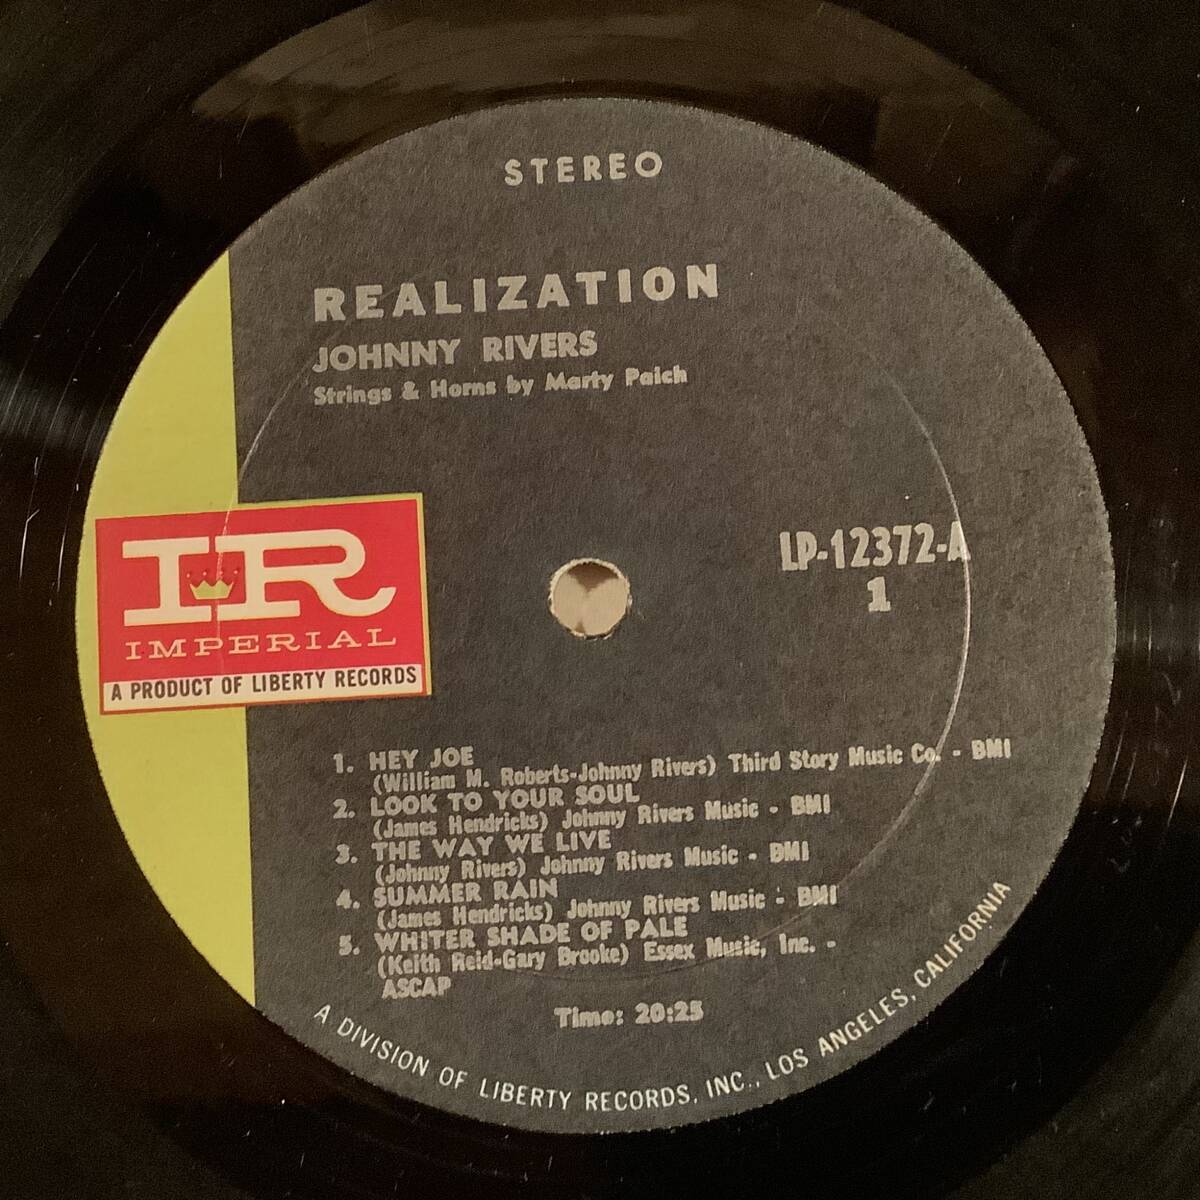 STEREO
REALIZATION
JOHNNY RIVERS
Strings & Horns by Marty Paich
LP-12372-A
1
IR
IMPERIAL
A PRODUCT OF LIBERTY RECORDS
1. HEY JOE
(William M. Roberts-Johnny Rivers) Third Story Music Co. - BMI
2. LOOK TO YOUR SOUL
(James Hendricks) Johnny Rivers Music - BMI
3. THE WAY WE LIVE
(Johnny Rivers) Johnny Rivers Music - BMI
4. SUMMER RAIN
(James Hendricks) Johnny Rivers Music - BMI
5. WHITER SHADE OF PALE
(Keith Reid-Gary Brooke) Essex Music, Inc. -
ASCAP
Time: 20:25
A DIVISION OF LIBERTY RECORDS, INC., LOS ANGELES, CALIFORNIA